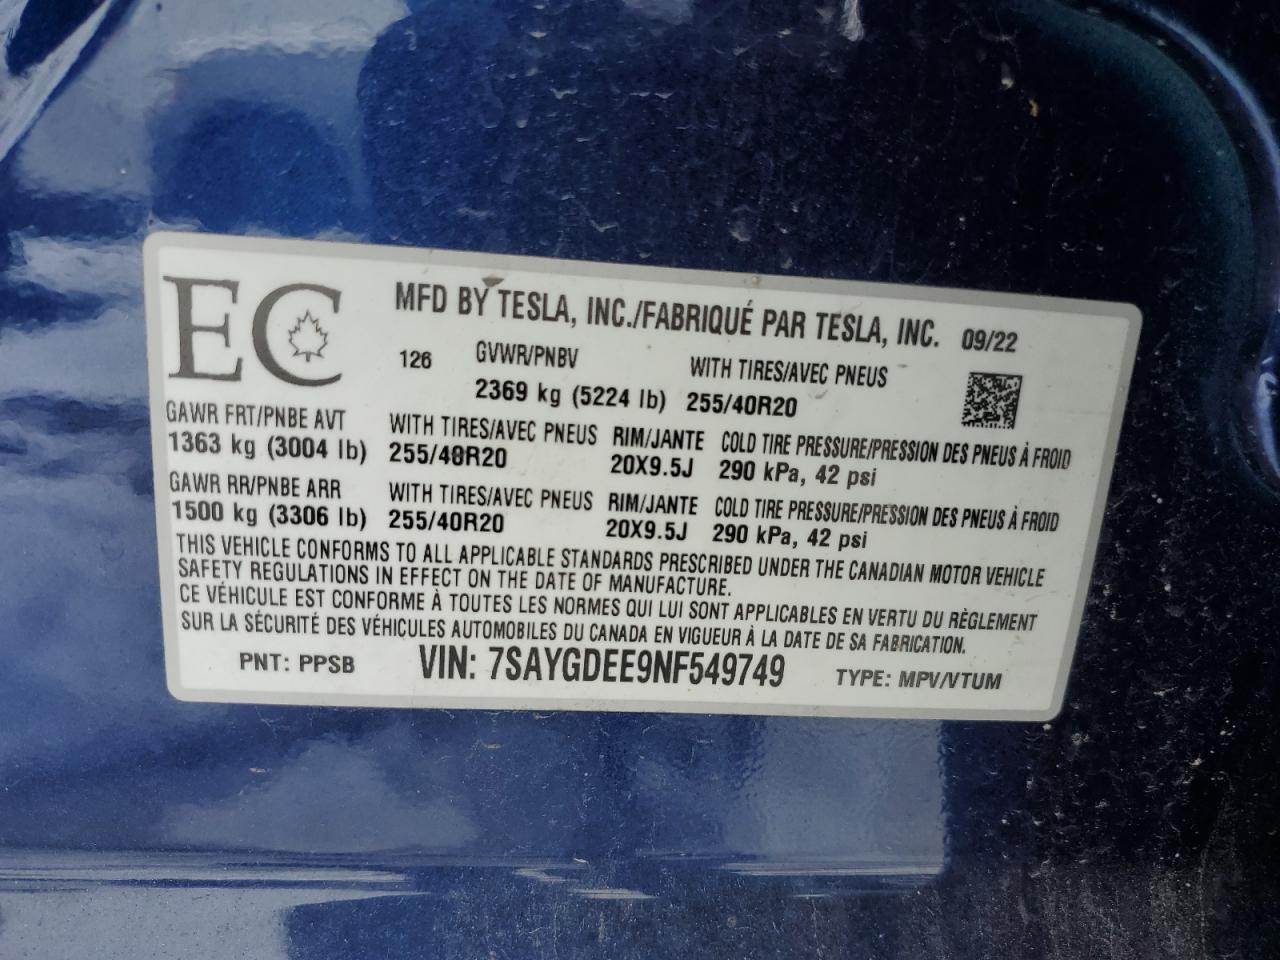 EC
MFD BY TESLA, INC./FABRIQUÉ PAR TESLA, INC. 09/22
126 GVWR/PNBV WITH TIRES/AVEC PNEUS
2369 kg (5224 lb) 255/40R20
GAWR FRT/PNBE AVT WITH TIRES/AVEC PNEUS RIM/JANTE COLD TIRE PRESSURE/PRESSION DES PNEUS À FROID
1363 kg (3004 lb) 255/40R20 20X9.5J 290 kPa, 42 psi
GAWR RR/PNBE ARR WITH TIRES/AVEC PNEUS RIM/JANTE COLD TIRE PRESSURE/PRESSION DES PNEUS À FROID
1500 kg (3306 lb) 255/40R20 20X9.5J 290 kPa, 42 psi
THIS VEHICLE CONFORMS TO ALL APPLICABLE STANDARDS PRESCRIBED UNDER THE CANADIAN MOTOR VEHICLE
SAFETY REGULATIONS IN EFFECT ON THE DATE OF MANUFACTURE.
CE VÉHICULE EST CONFORME À TOUTES LES NORMES QUI LUI SONT APPLICABLES EN VERTU DU RÈGLEMENT
SUR LA SÉCURITÉ DES VÉHICULES AUTOMOBILES DU CANADA EN VIGUEUR À LA DATE DE SA FABRICATION.
PNT: PPSB VIN: 7SAYGDEE9NF549749 TYPE: MPV/VTUM